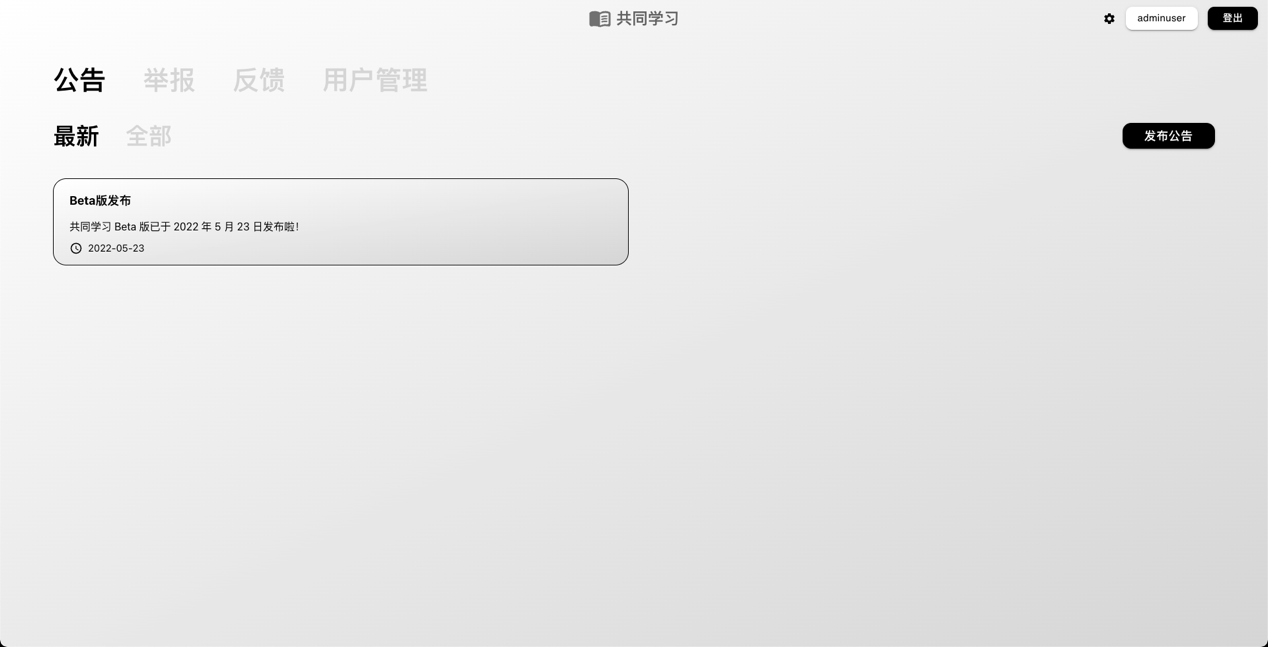 共同学习
adminuser
登出
公告 举报 反馈 用户管理
最新 全部
发布公告
Beta版发布
共同学习 Beta 版已于 2022 年 5 月 23 日发布啦！
2022-05-23